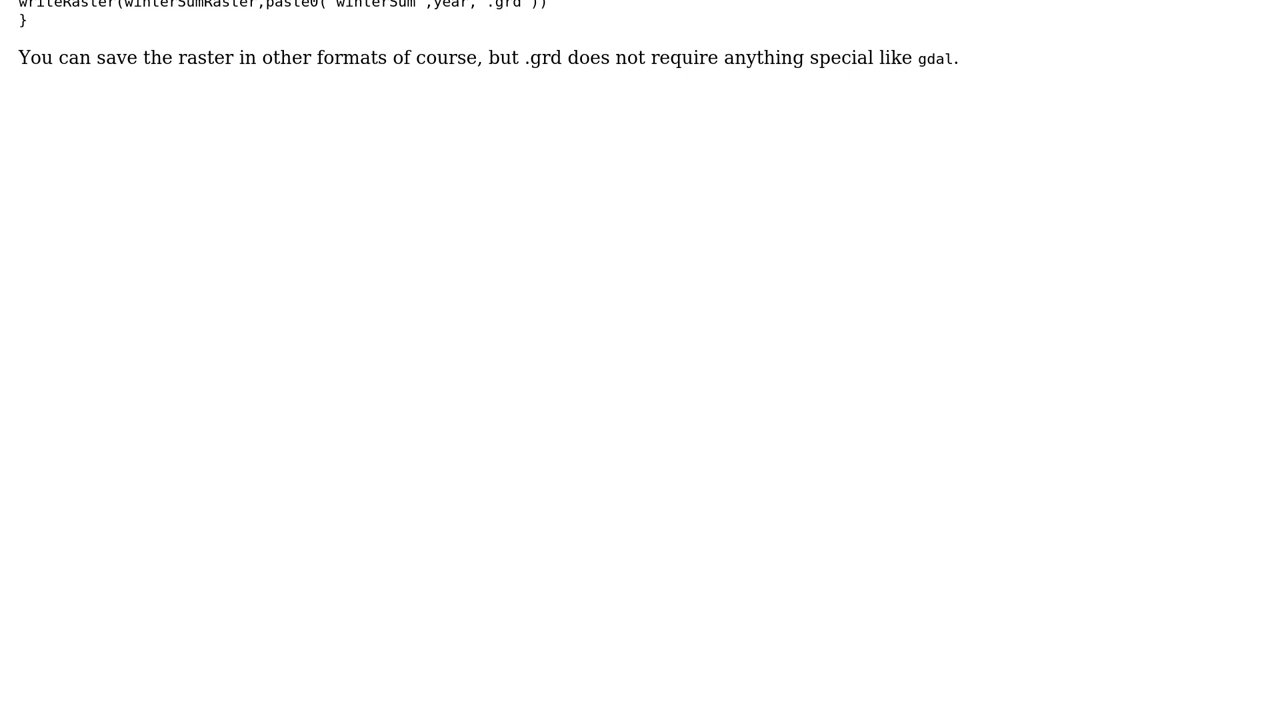 writeRaster(winterSumRaster,paste0("winterSum",year,".grd"))
}
You can save the raster in other formats of course, but .grd does not require anything special like gdal.